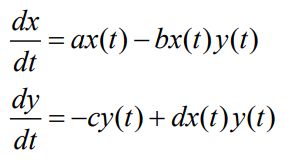 dx/dt = ax(t) − bx(t)y(t)
dy/dt = −cy(t) + dx(t)y(t)